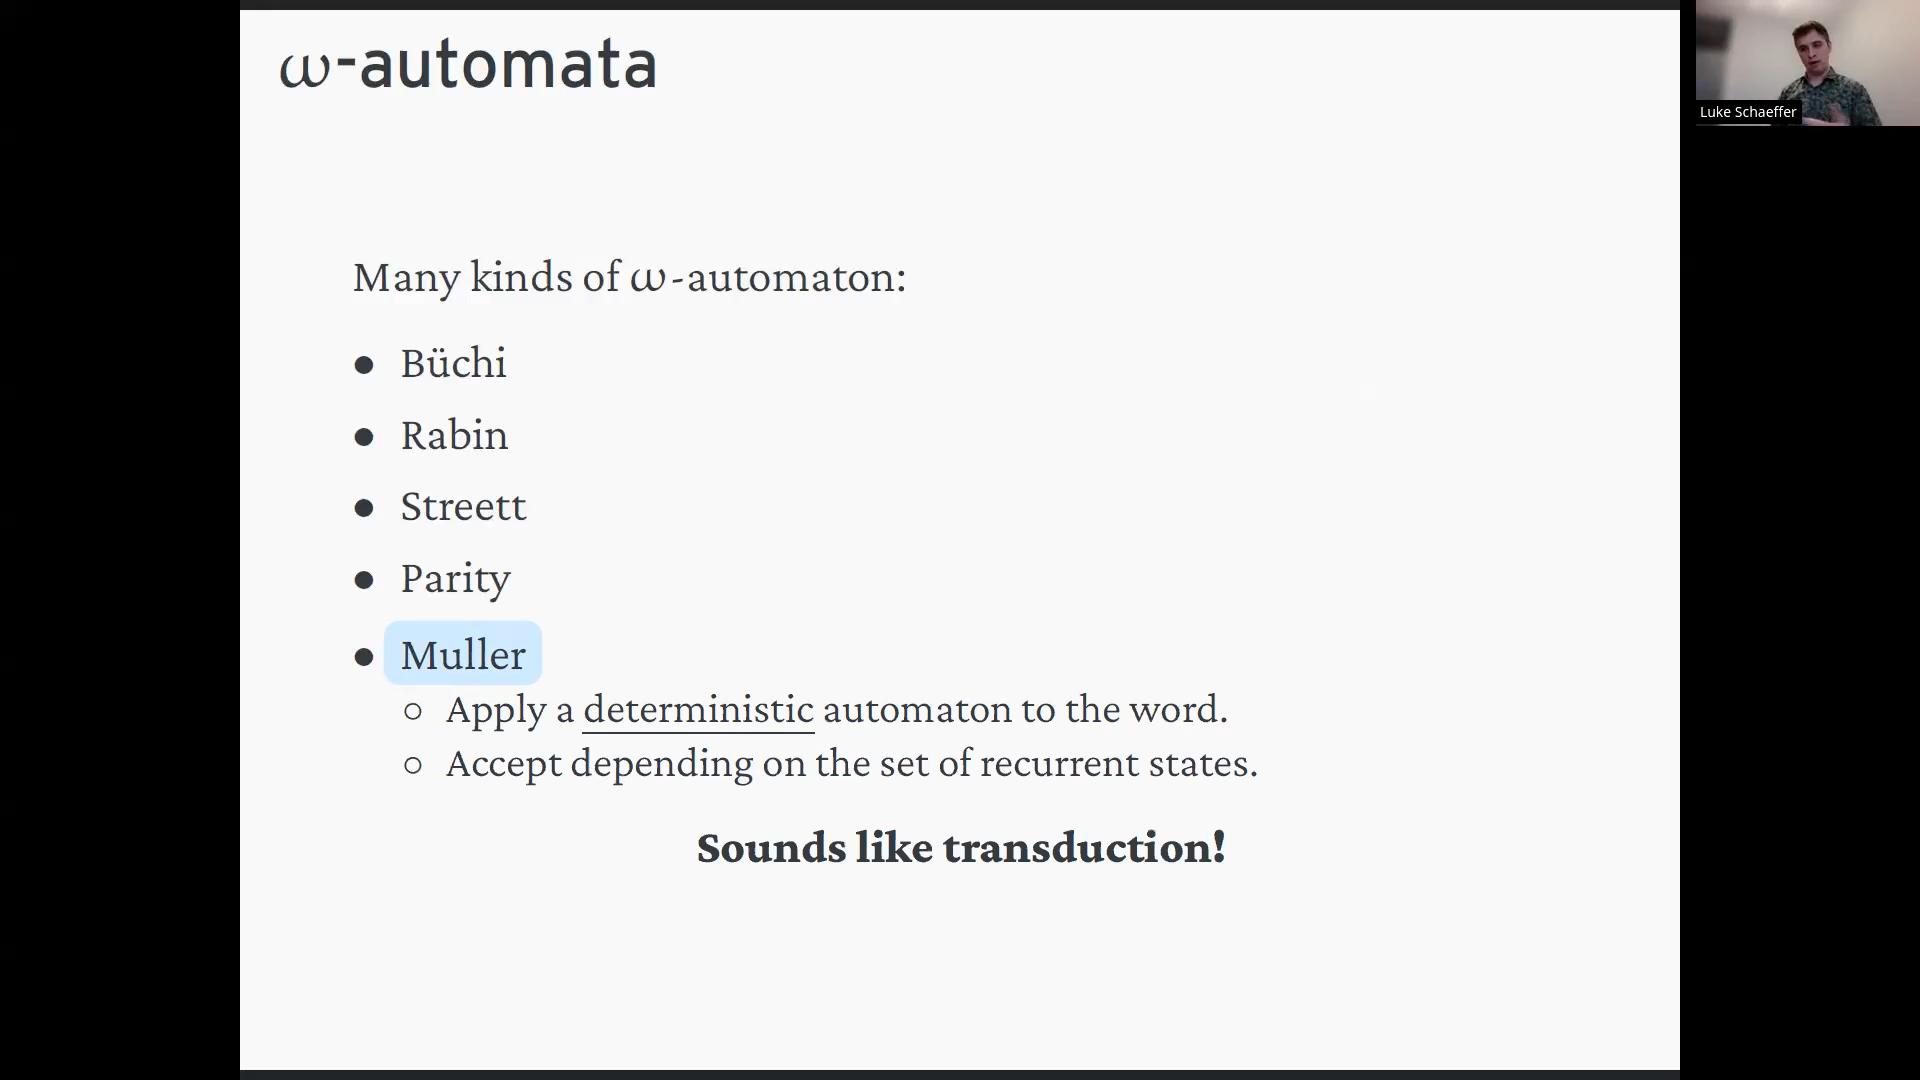 ω-automata
Luke Schaeffer
Many kinds of ω-automaton:
● Büchi
● Rabin
● Streett
● Parity
● Muller
○ Apply a deterministic automaton to the word.
○ Accept depending on the set of recurrent states.
Sounds like transduction!